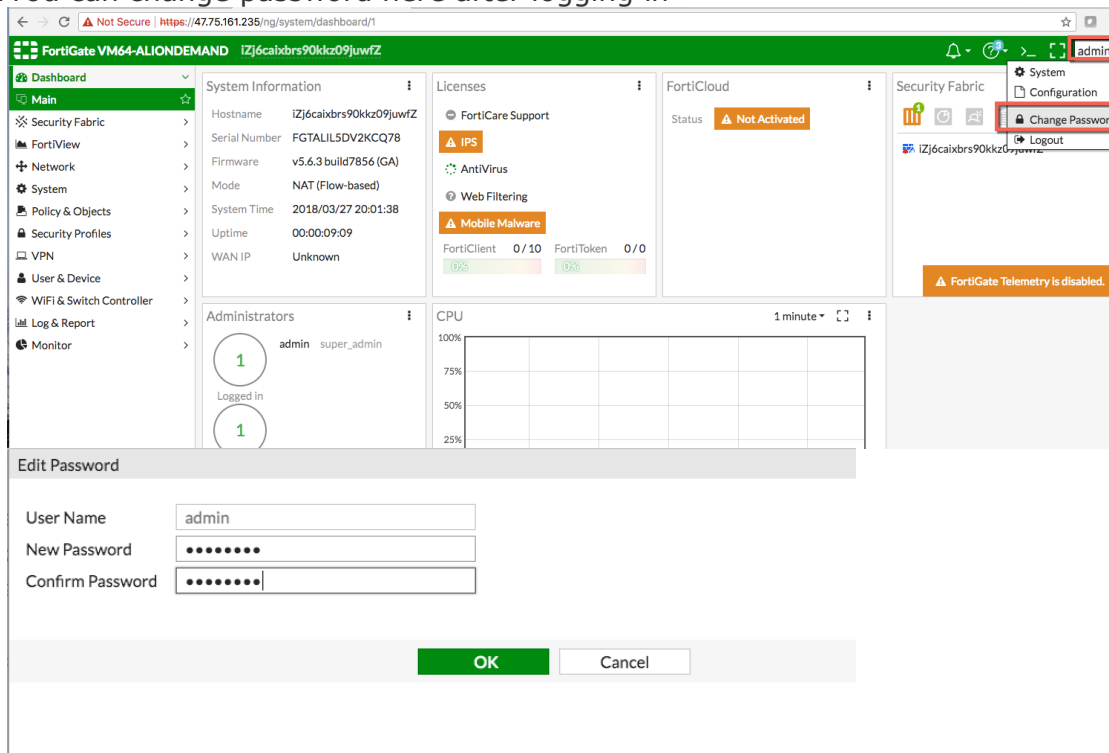 You can change password here after logging in
Not Secure | https://47.75.161.235/ng/system/dashboard/1
FortiGate VM64-ALIONDEMAND iZj6caixbrs90kkz09juwfZ
3 >_ admin
Dashboard
Main
Security Fabric
FortiView
Network
System
Policy & Objects
Security Profiles
VPN
User & Device
WiFi & Switch Controller
Log & Report
Monitor
System Information
Hostname iZj6caixbrs90kkz09juwfZ
Serial Number FGTALIL5DV2KCQ78
Firmware v5.6.3 build7856 (GA)
Mode NAT (Flow-based)
System Time 2018/03/27 20:01:38
Uptime 00:00:09:09
WAN IP Unknown
Licenses
FortiCare Support
IPS
AntiVirus
Web Filtering
Mobile Malware
FortiClient 0/10 FortiToken 0/0
0% 0%
FortiCloud
Status Not Activated
Security Fabric
1
System
Configuration
Change Passwor
Logout
FortiGate Telemetry is disabled.
Administrators
1 admin super_admin
Logged in
1
CPU 1 minute
100%
75%
50%
25%
Edit Password
User Name admin
New Password
Confirm Password
OK Cancel